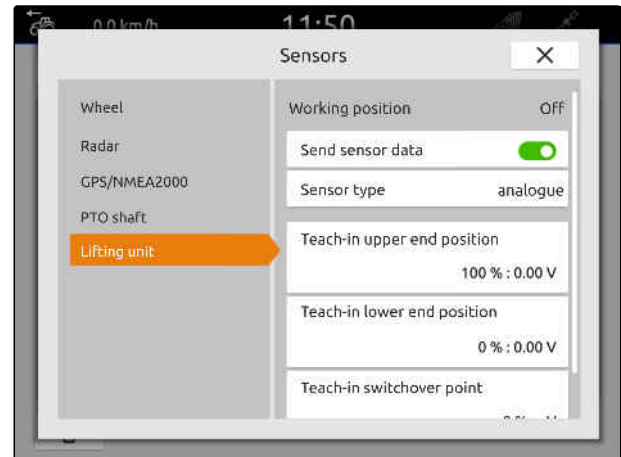 0.0 km/h 11:50
Sensors
Wheel
Radar
GPS/NMEA2000
PTO shaft
Lifting unit
Working position Off
Send sensor data
Sensor type analogue
Teach-in upper end position
100 % : 0.00 V
Teach-in lower end position
0 % : 0.00 V
Teach-in switchover point